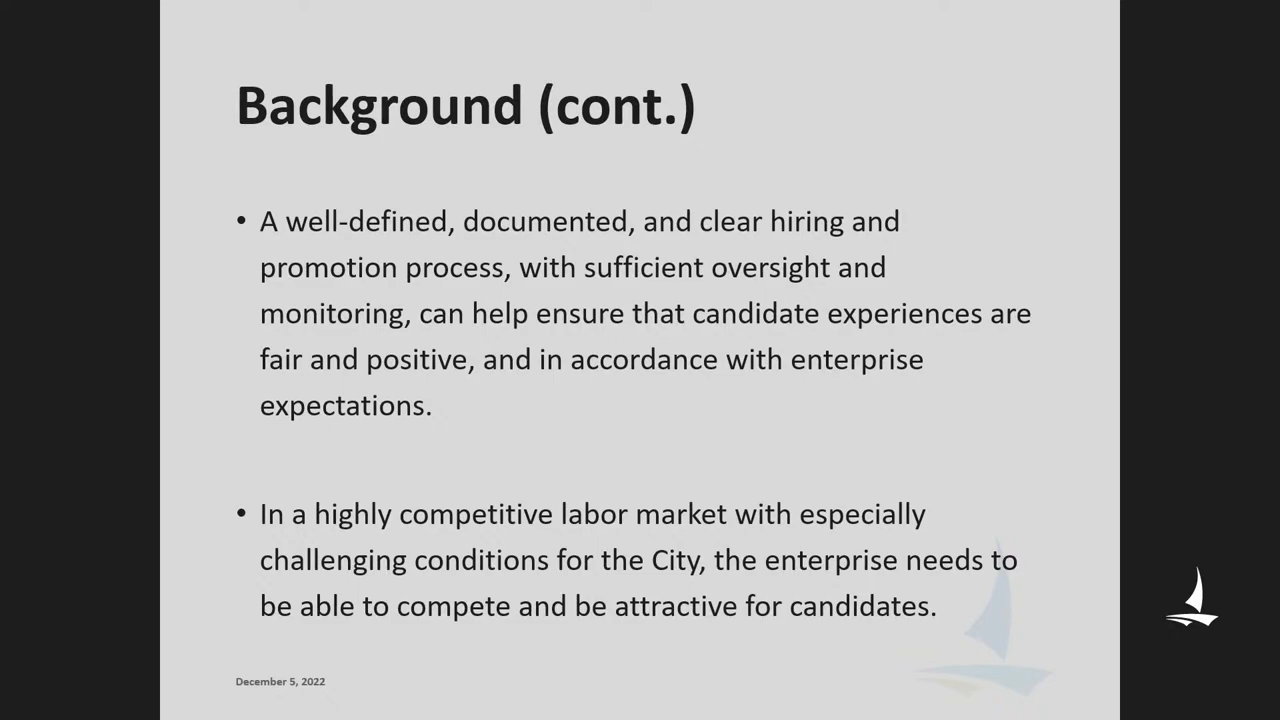 Background (cont.)
• A well-defined, documented, and clear hiring and
promotion process, with sufficient oversight and
monitoring, can help ensure that candidate experiences are
fair and positive, and in accordance with enterprise
expectations.
• In a highly competitive labor market with especially
challenging conditions for the City, the enterprise needs to
be able to compete and be attractive for candidates.
December 5, 2022